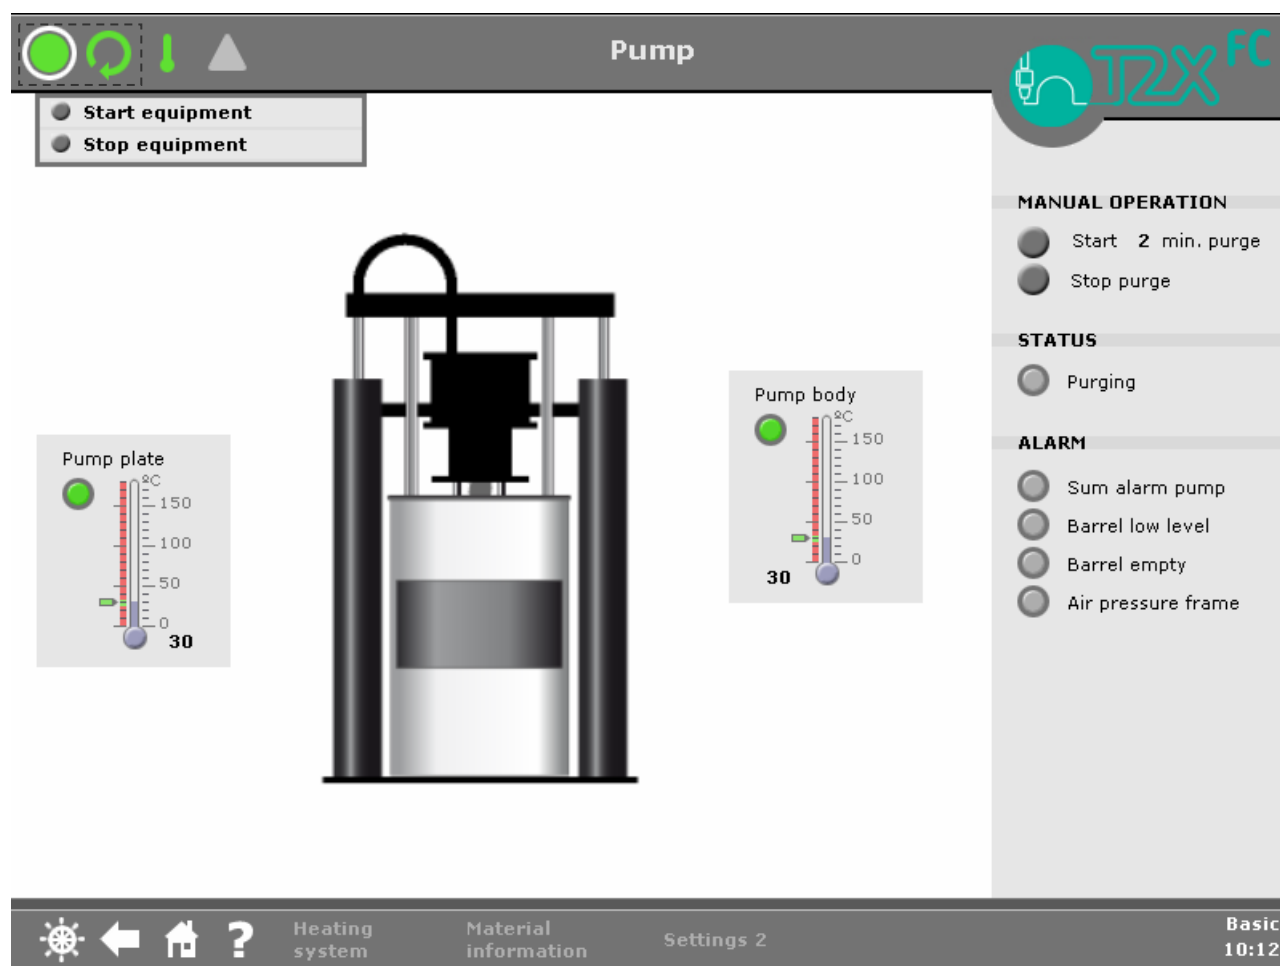 Pump
T2X FC
Start equipment
Stop equipment
MANUAL OPERATION
Start 2 min. purge
Stop purge
STATUS
Purging
ALARM
Sum alarm pump
Barrel low level
Barrel empty
Air pressure frame
Pump body
ºC
150
100
50
0
30
Pump plate
ºC
150
100
50
0
30
?
Heating
system
Material
information
Settings 2
Basic
10:12